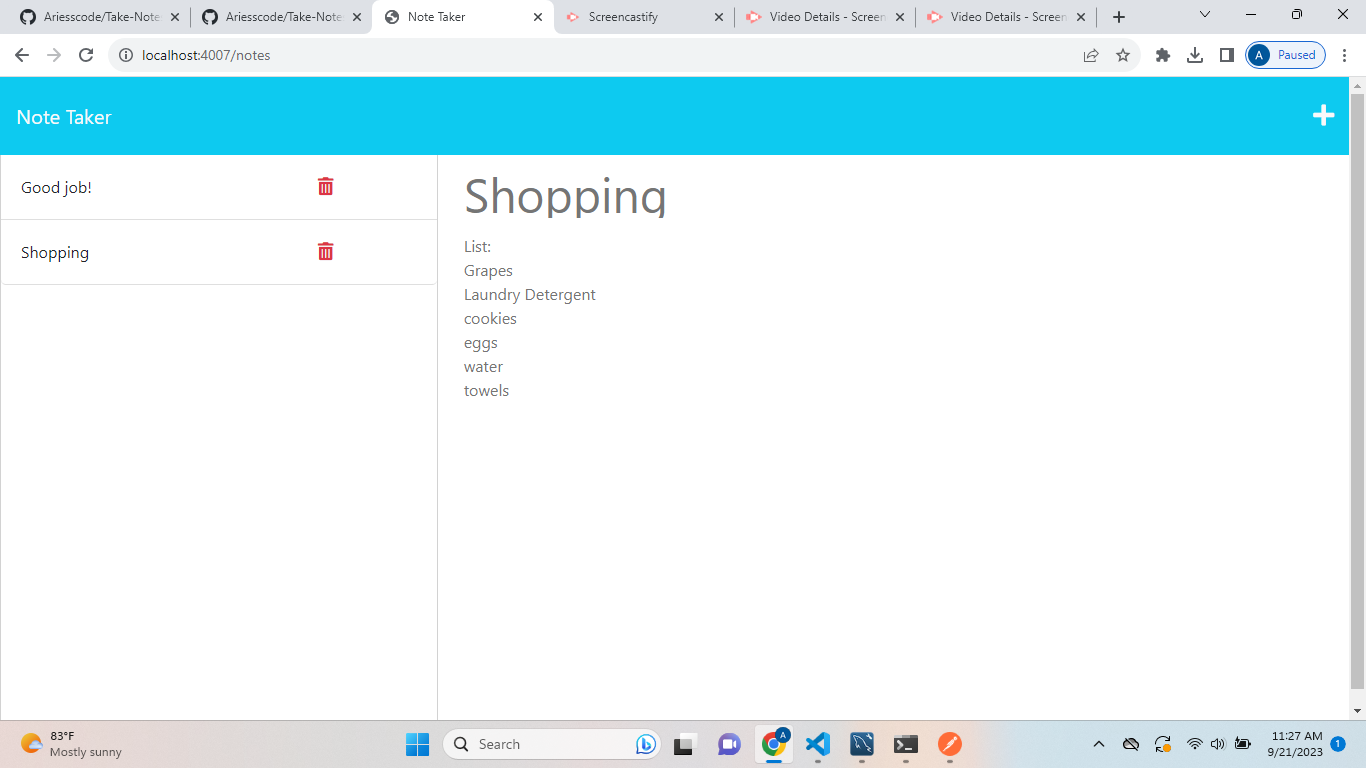 Ariesscode/Take-Note
Ariesscode/Take-Note
Note Taker
Screencastify
Video Details - Screen
Video Details - Screen
localhost:4007/notes
A
Paused
Note Taker
Good job!
Shopping
Shopping
List:
Grapes
Laundry Detergent
cookies
eggs
water
towels
83°F
Mostly sunny
Search
A
11:27 AM
9/21/2023
1